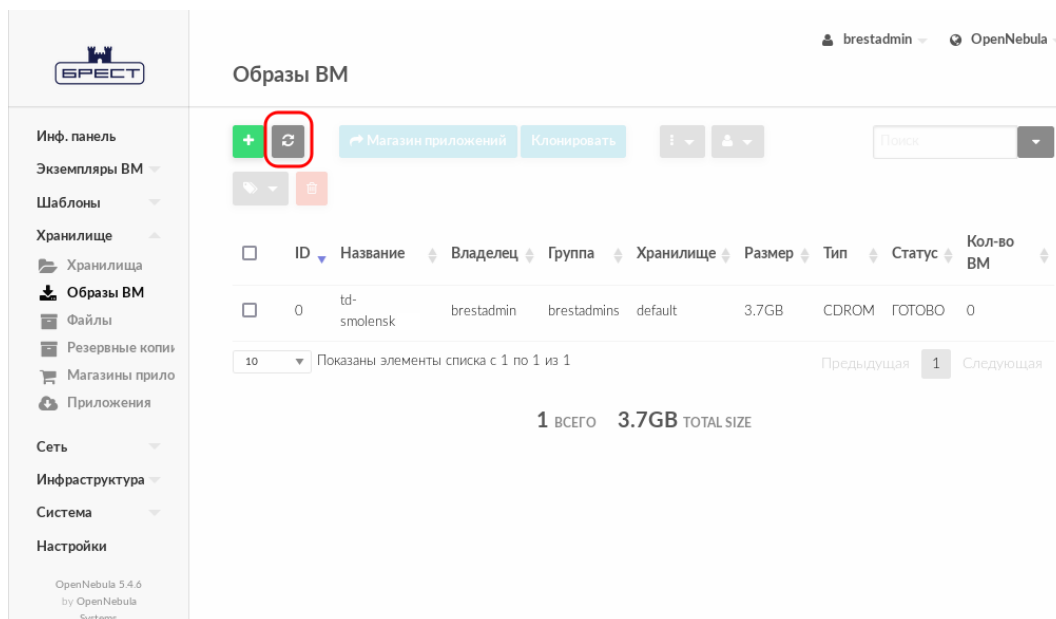 БРЕСТ
brestadmin
OpenNebula
Образы ВМ
Инф. панель
Экземпляры ВМ
Шаблоны
Хранилище
Хранилища
Образы ВМ
Файлы
Резервные копии
Магазины прило
Приложения
Сеть
Инфраструктура
Система
Настройки
OpenNebula 5.4.6
by OpenNebula
Systems
Магазин приложений Клонировать Поиск
ID Название Владелец Группа Хранилище Размер Тип Статус Кол-во
ВМ
0 td-
smolensk brestadmin brestadmins default 3.7GB CDROM ГОТОВО 0
10 Показаны элементы списка с 1 по 1 из 1 Предыдущая 1 Следующая
1 ВСЕГО 3.7GB TOTAL SIZE